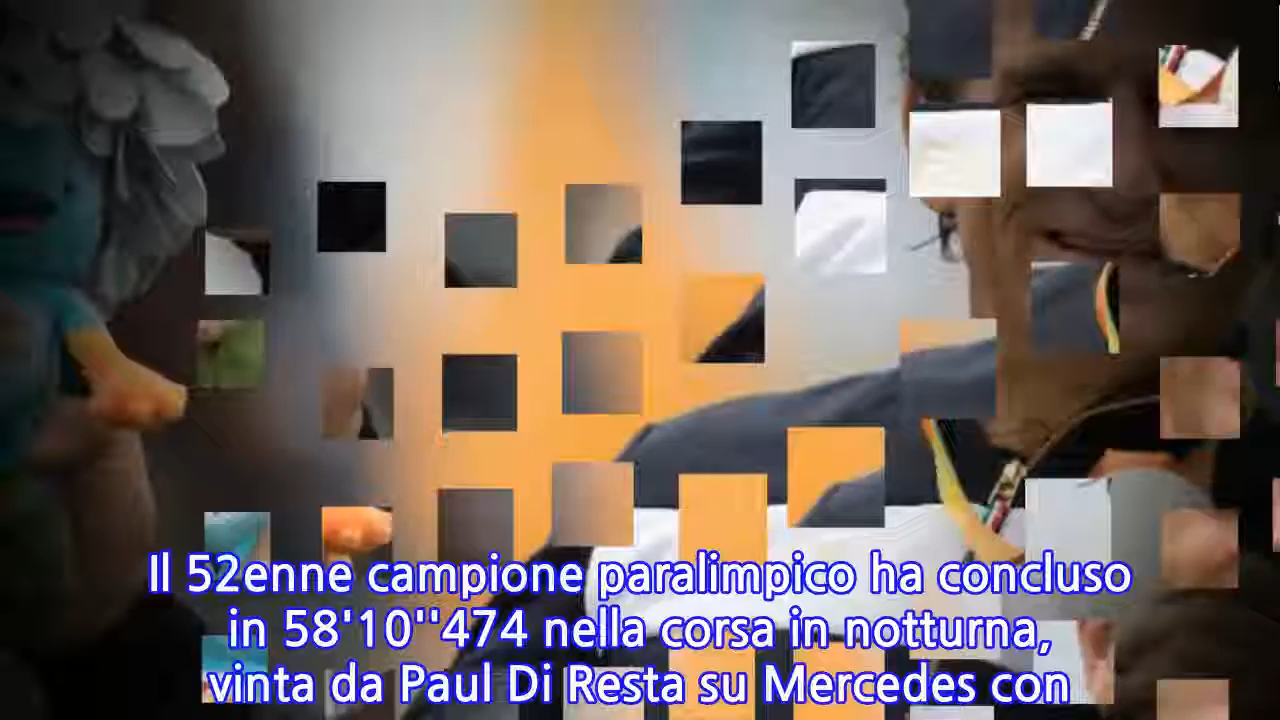 Il 52enne campione paralimpico ha concluso
in 58'10''474 nella corsa in notturna,
vinta da Paul Di Resta su Mercedes con